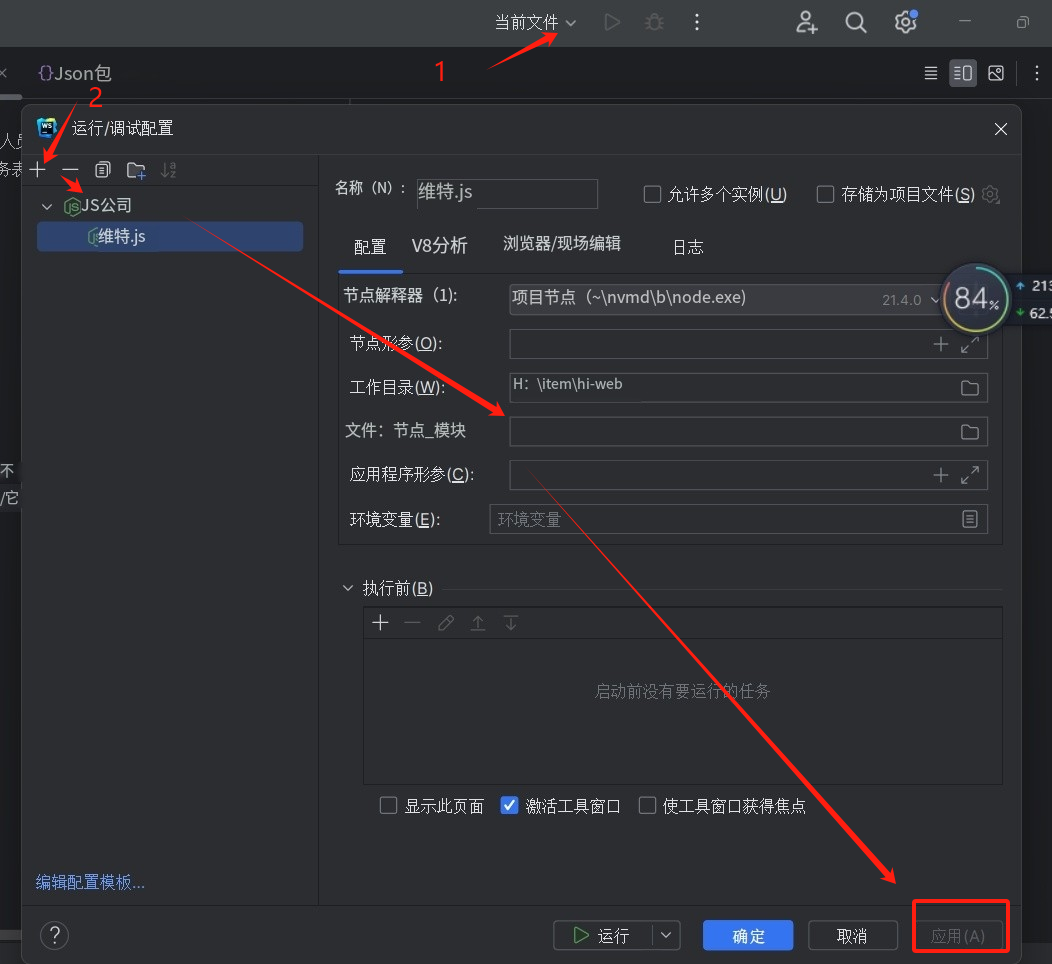 当前文件
1
{}Json包
2
人员
务表
不
/它
WS
运行/调试配置
JS公司
维特.js
名称（N）:
维特.js
允许多个实例(U)
存储为项目文件(S)
配置
V8分析
浏览器/现场编辑
日志
节点解释器（1）:
项目节点（~\nvmd\b\node.exe)
21.4.0
节点形参(O):
工作目录(W):
H：\item\hi-web
文件：节点_模块
应用程序形参(C):
环境变量(E):
环境变量
84%
213
62.5
执行前(B)
启动前没有要运行的任务
显示此页面
激活工具窗口
使工具窗口获得焦点
编辑配置模板...
?
运行
确定
取消
应用(A)